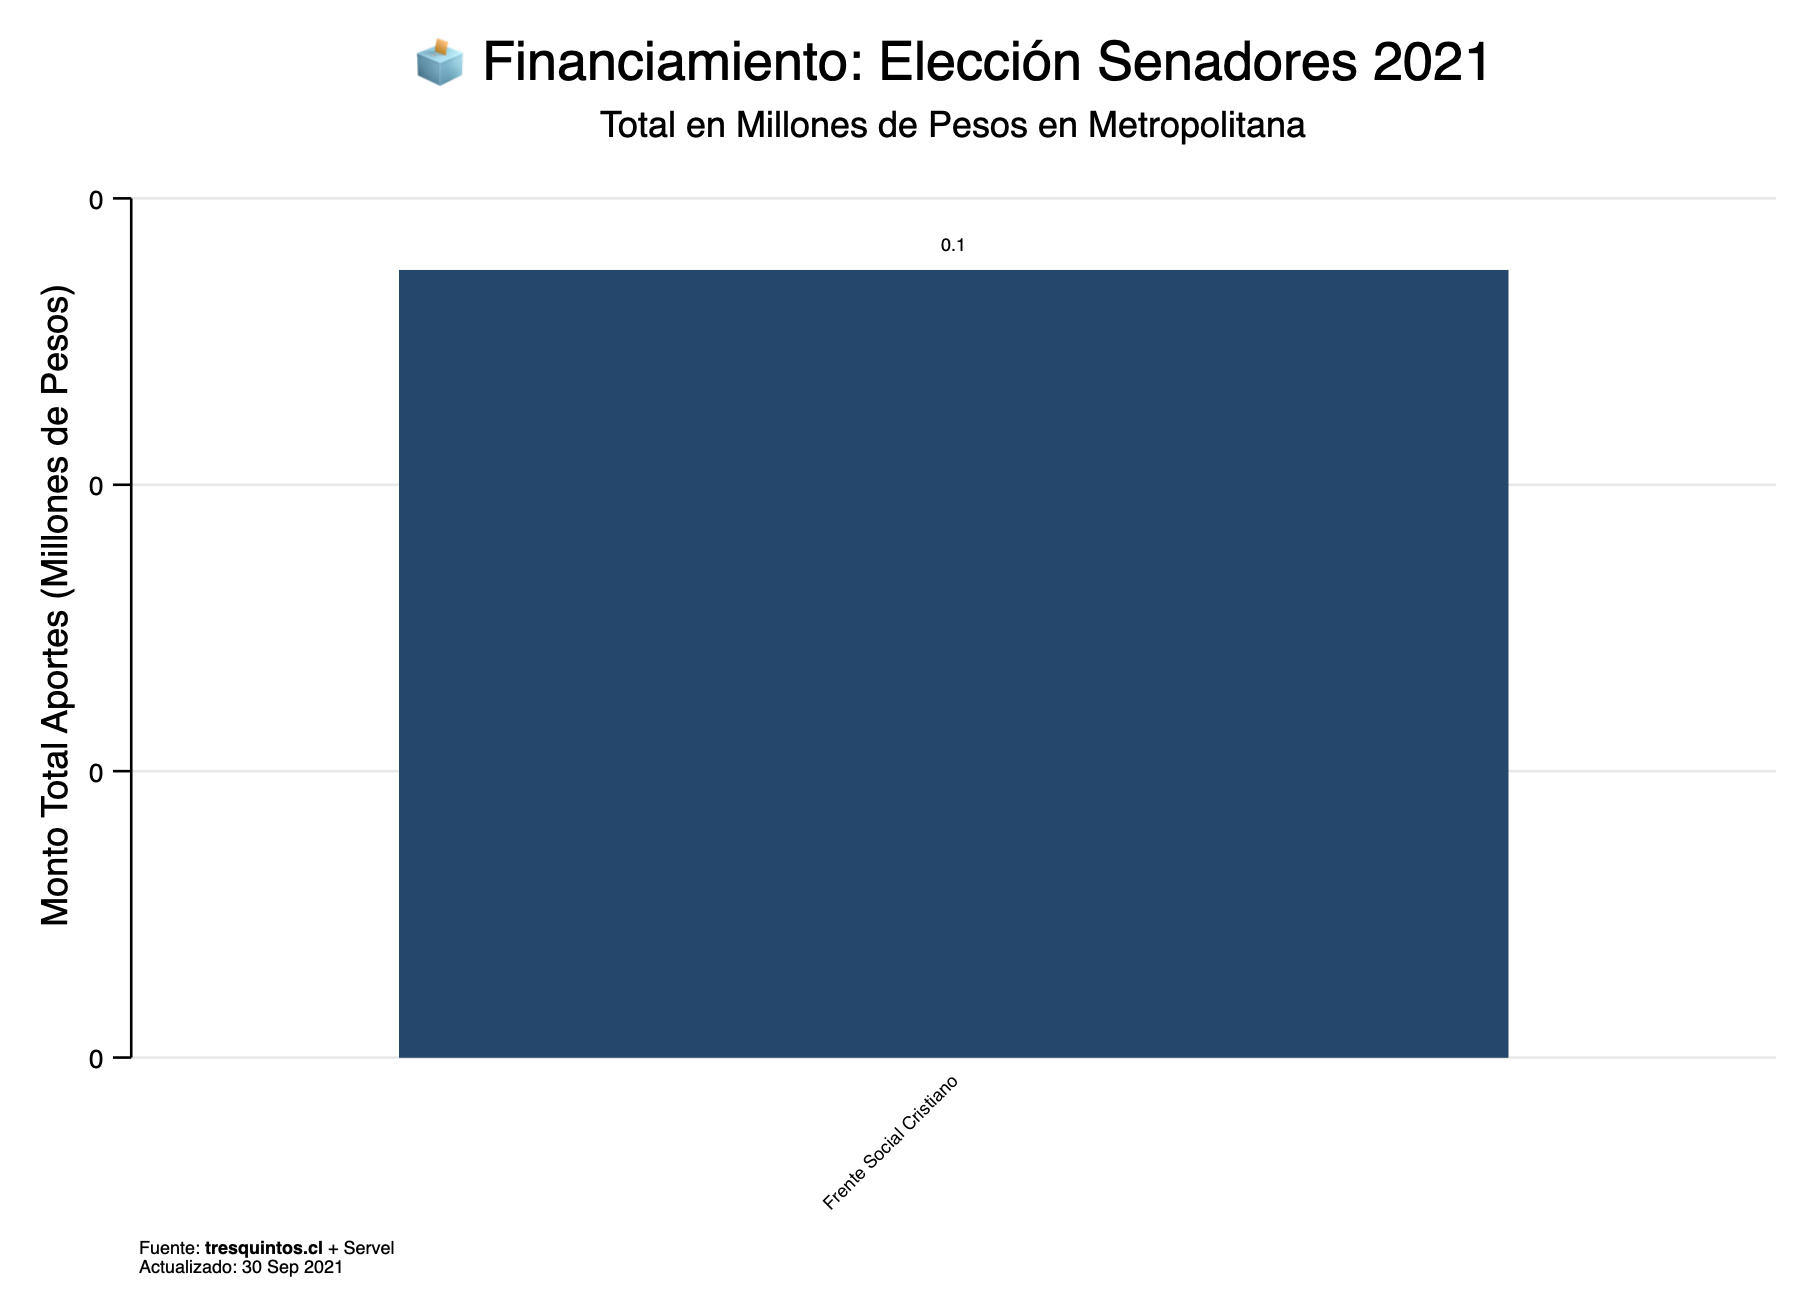 Financiamiento: Elección Senadores 2021
Total en Millones de Pesos en Metropolitana
Monto Total Aportes (Millones de Pesos)
0
0
0
0
0.1
Frente Social Cristiano
Fuente: tresquintos.cl + Servel
Actualizado: 30 Sep 2021